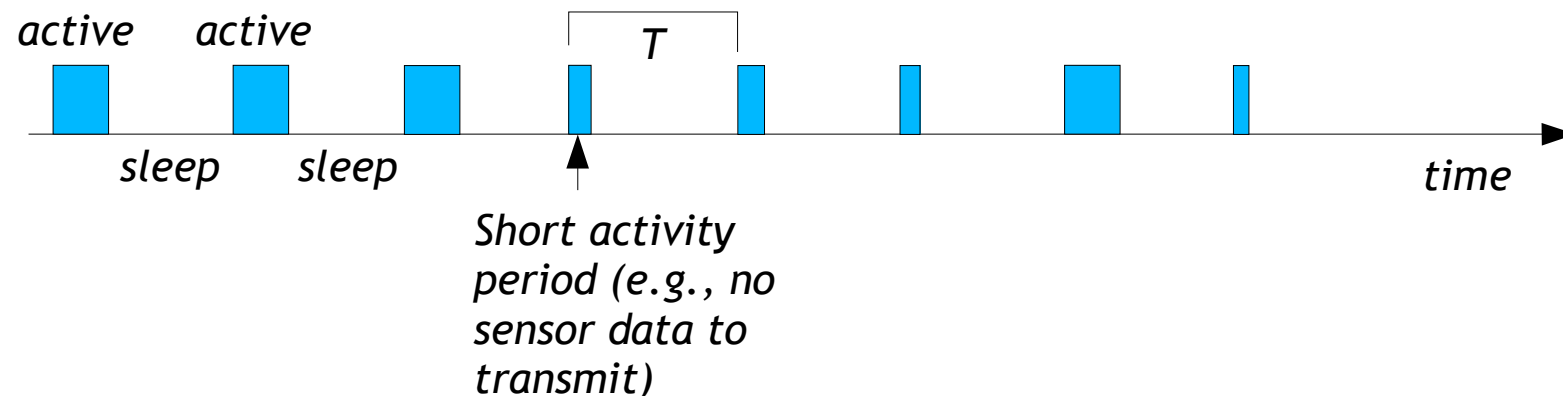 active active
T
sleep sleep
time
Short activity
period (e.g., no
sensor data to
transmit)